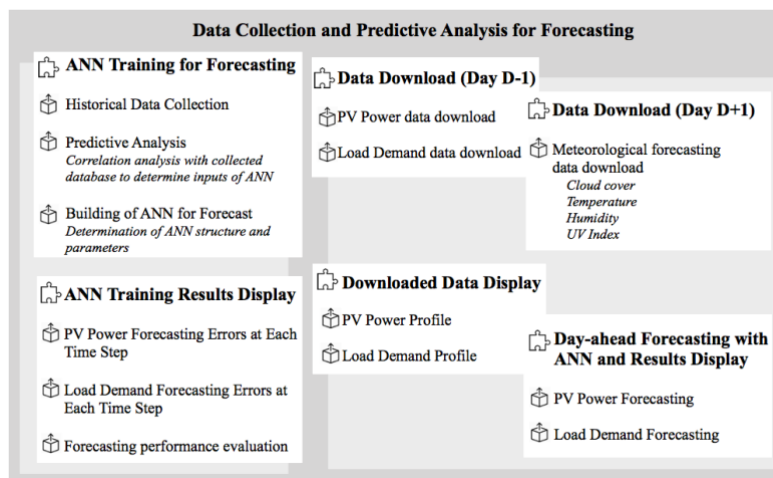 Data Collection and Predictive Analysis for Forecasting
ANN Training for Forecasting
Historical Data Collection
Predictive Analysis
Correlation analysis with collected
database to determine inputs of ANN
Building of ANN for Forecast
Determination of ANN structure and
parameters
ANN Training Results Display
PV Power Forecasting Errors at Each
Time Step
Load Demand Forecasting Errors at
Each Time Step
Forecasting performance evaluation
Data Download (Day D-1)
PV Power data download
Load Demand data download
Downloaded Data Display
PV Power Profile
Load Demand Profile
Data Download (Day D+1)
Meteorological forecasting
data download
Cloud cover
Temperature
Humidity
UV Index
Day-ahead Forecasting with
ANN and Results Display
PV Power Forecasting
Load Demand Forecasting